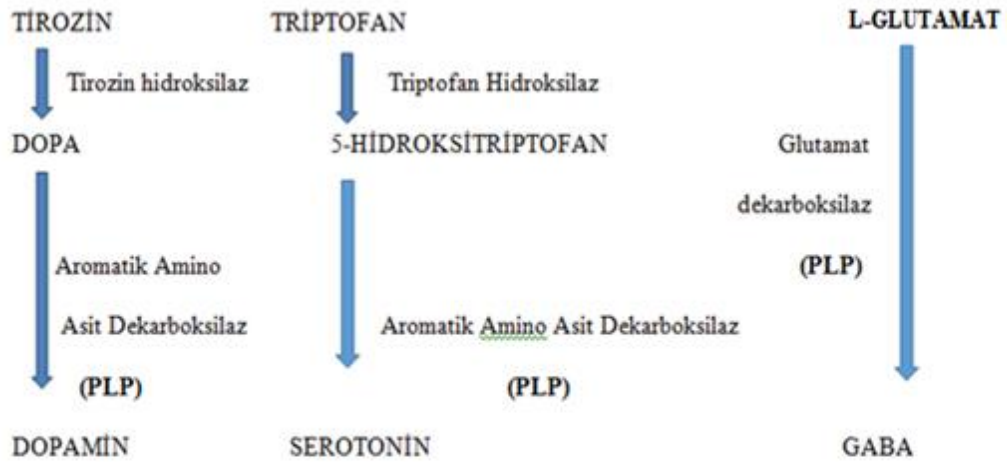 TİROZİN
Tirozin hidroksilaz
DOPA
Aromatik Amino
Asit Dekarboksilaz
(PLP)
DOPAMİN
TRİPTOFAN
Triptofan Hidroksilaz
5-HİDROKSİTRİPTOFAN
Aromatik Amino Asit Dekarboksilaz
(PLP)
SEROTONİN
L-GLUTAMAT
Glutamat
dekarboksilaz
(PLP)
GABA